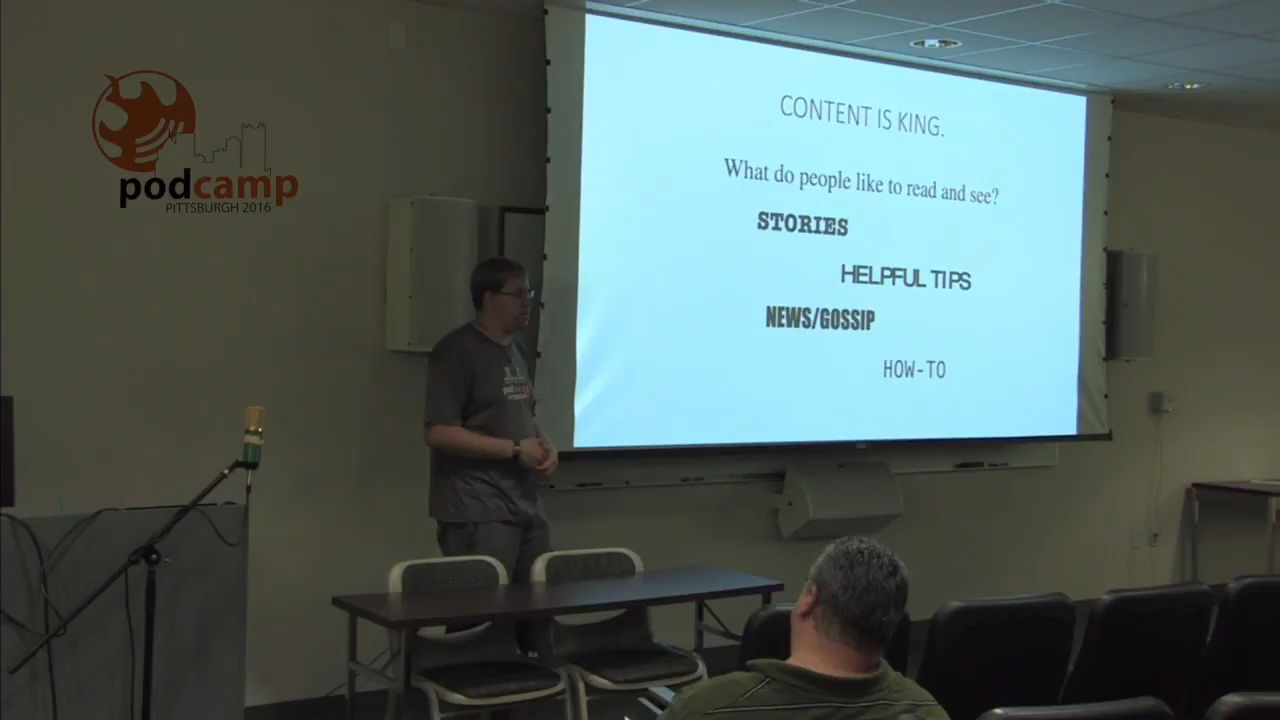 podcamp
PITTSBURGH 2016
CONTENT IS KING.
What do people like to read and see?
STORIES
HELPFUL TIPS
NEWS/GOSSIP
HOW-TO